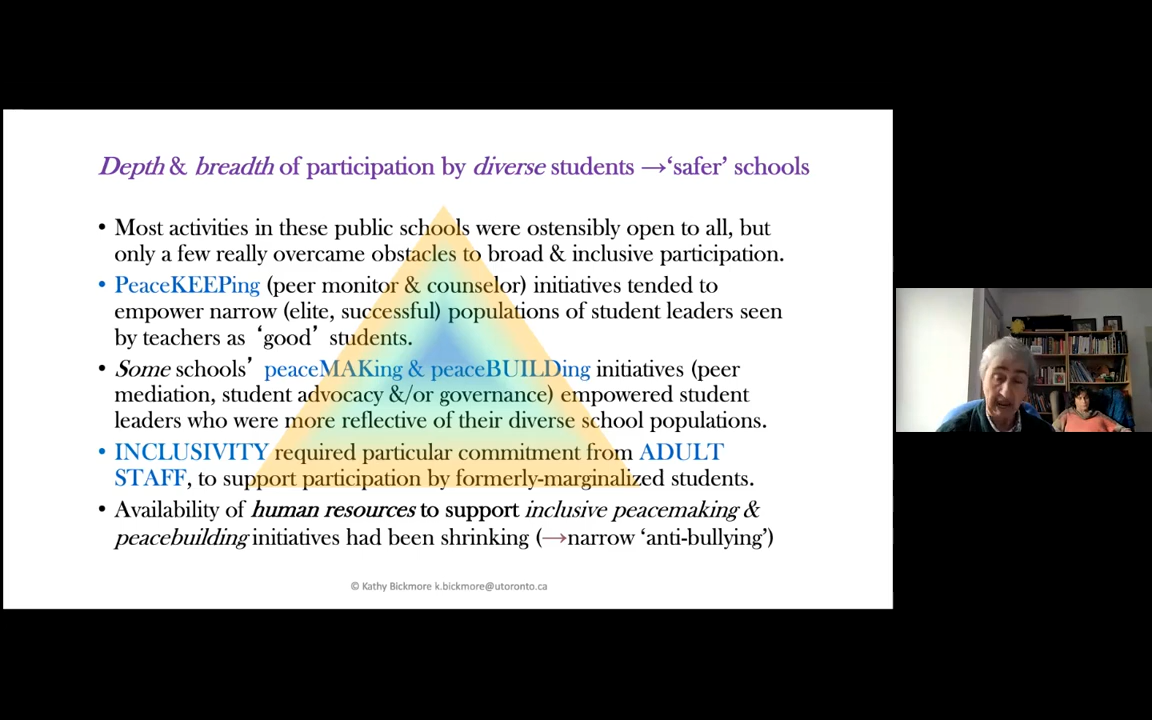 Depth & breadth of participation by diverse students →‘safer’ schools
• Most activities in these public schools were ostensibly open to all, but
only a few really overcame obstacles to broad & inclusive participation.
• PeaceKEEPing (peer monitor & counselor) initiatives tended to
empower narrow (elite, successful) populations of student leaders seen
by teachers as ‘good’ students.
• Some schools’ peaceMAKing & peaceBUILDing initiatives (peer
mediation, student advocacy &/or governance) empowered student
leaders who were more reflective of their diverse school populations.
• INCLUSIVITY required particular commitment from ADULT
STAFF, to support participation by formerly-marginalized students.
• Availability of human resources to support inclusive peacemaking &
peacebuilding initiatives had been shrinking (→narrow ‘anti-bullying’)
© Kathy Bickmore k.bickmore@utoronto.ca